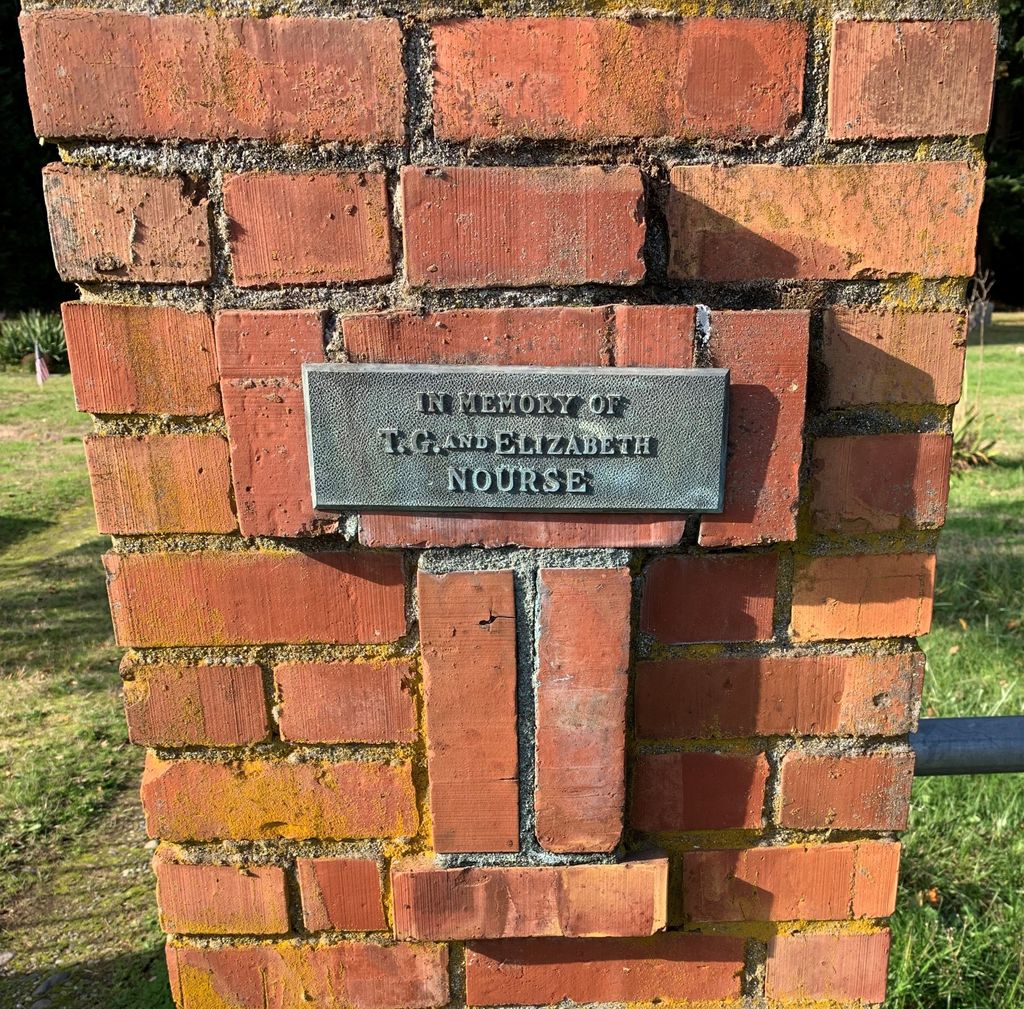 IN MEMORY OF
T. G. AND ELIZABETH
NOURSE